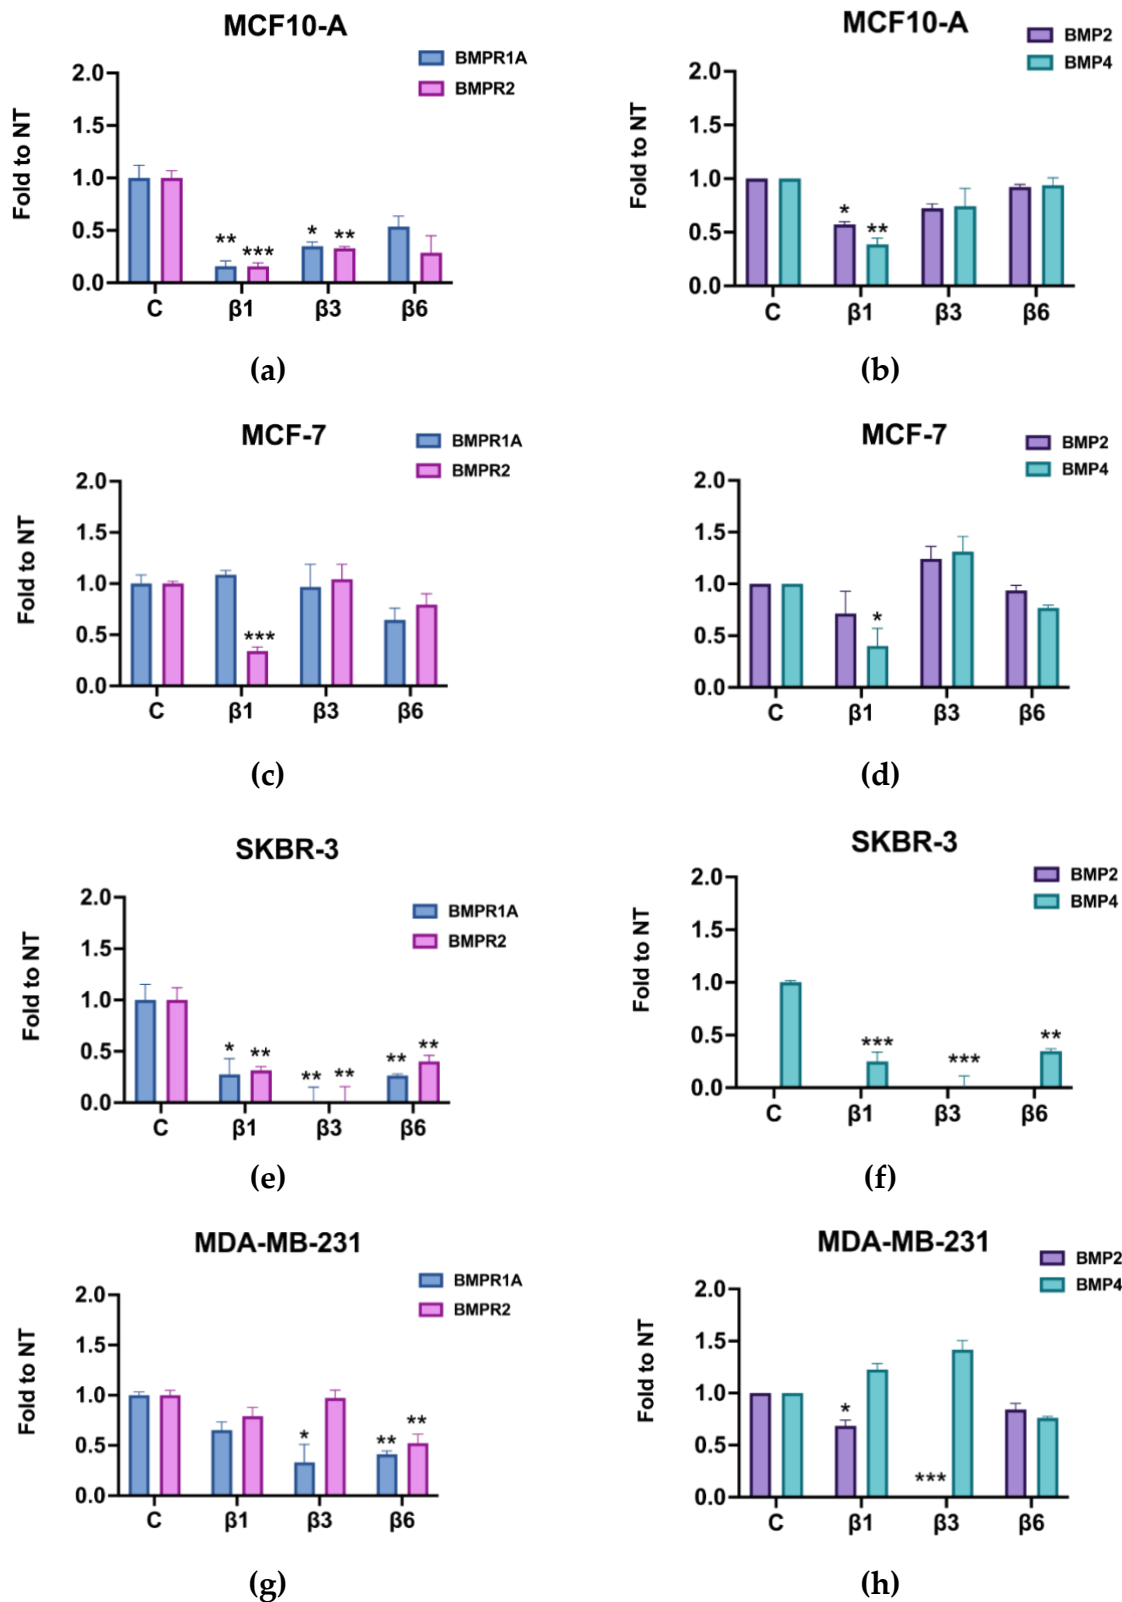 MCF10-A
BMPR1A
BMPR2
Fold to NT
2.0
1.5
1.0
0.5
0.0
** *** * **
C β1 β3 β6
(a)
MCF10-A
BMP2
BMP4
Fold to NT
2.0
1.5
1.0
0.5
0.0
* **
C β1 β3 β6
(b)
MCF-7
BMPR1A
BMPR2
Fold to NT
2.0
1.5
1.0
0.5
0.0
***
C β1 β3 β6
(c)
MCF-7
BMP2
BMP4
Fold to NT
2.0
1.5
1.0
0.5
0.0
*
C β1 β3 β6
(d)
SKBR-3
BMPR1A
BMPR2
Fold to NT
2.0
1.5
1.0
0.5
0.0
* ** ** ** ** **
C β1 β3 β6
(e)
SKBR-3
BMP2
BMP4
Fold to NT
2.0
1.5
1.0
0.5
0.0
*** *** **
C β1 β3 β6
(f)
MDA-MB-231
BMPR1A
BMPR2
Fold to NT
2.0
1.5
1.0
0.5
0.0
* ** **
C β1 β3 β6
(g)
MDA-MB-231
BMP2
BMP4
Fold to NT
2.0
1.5
1.0
0.5
0.0
* ***
C β1 β3 β6
(h)